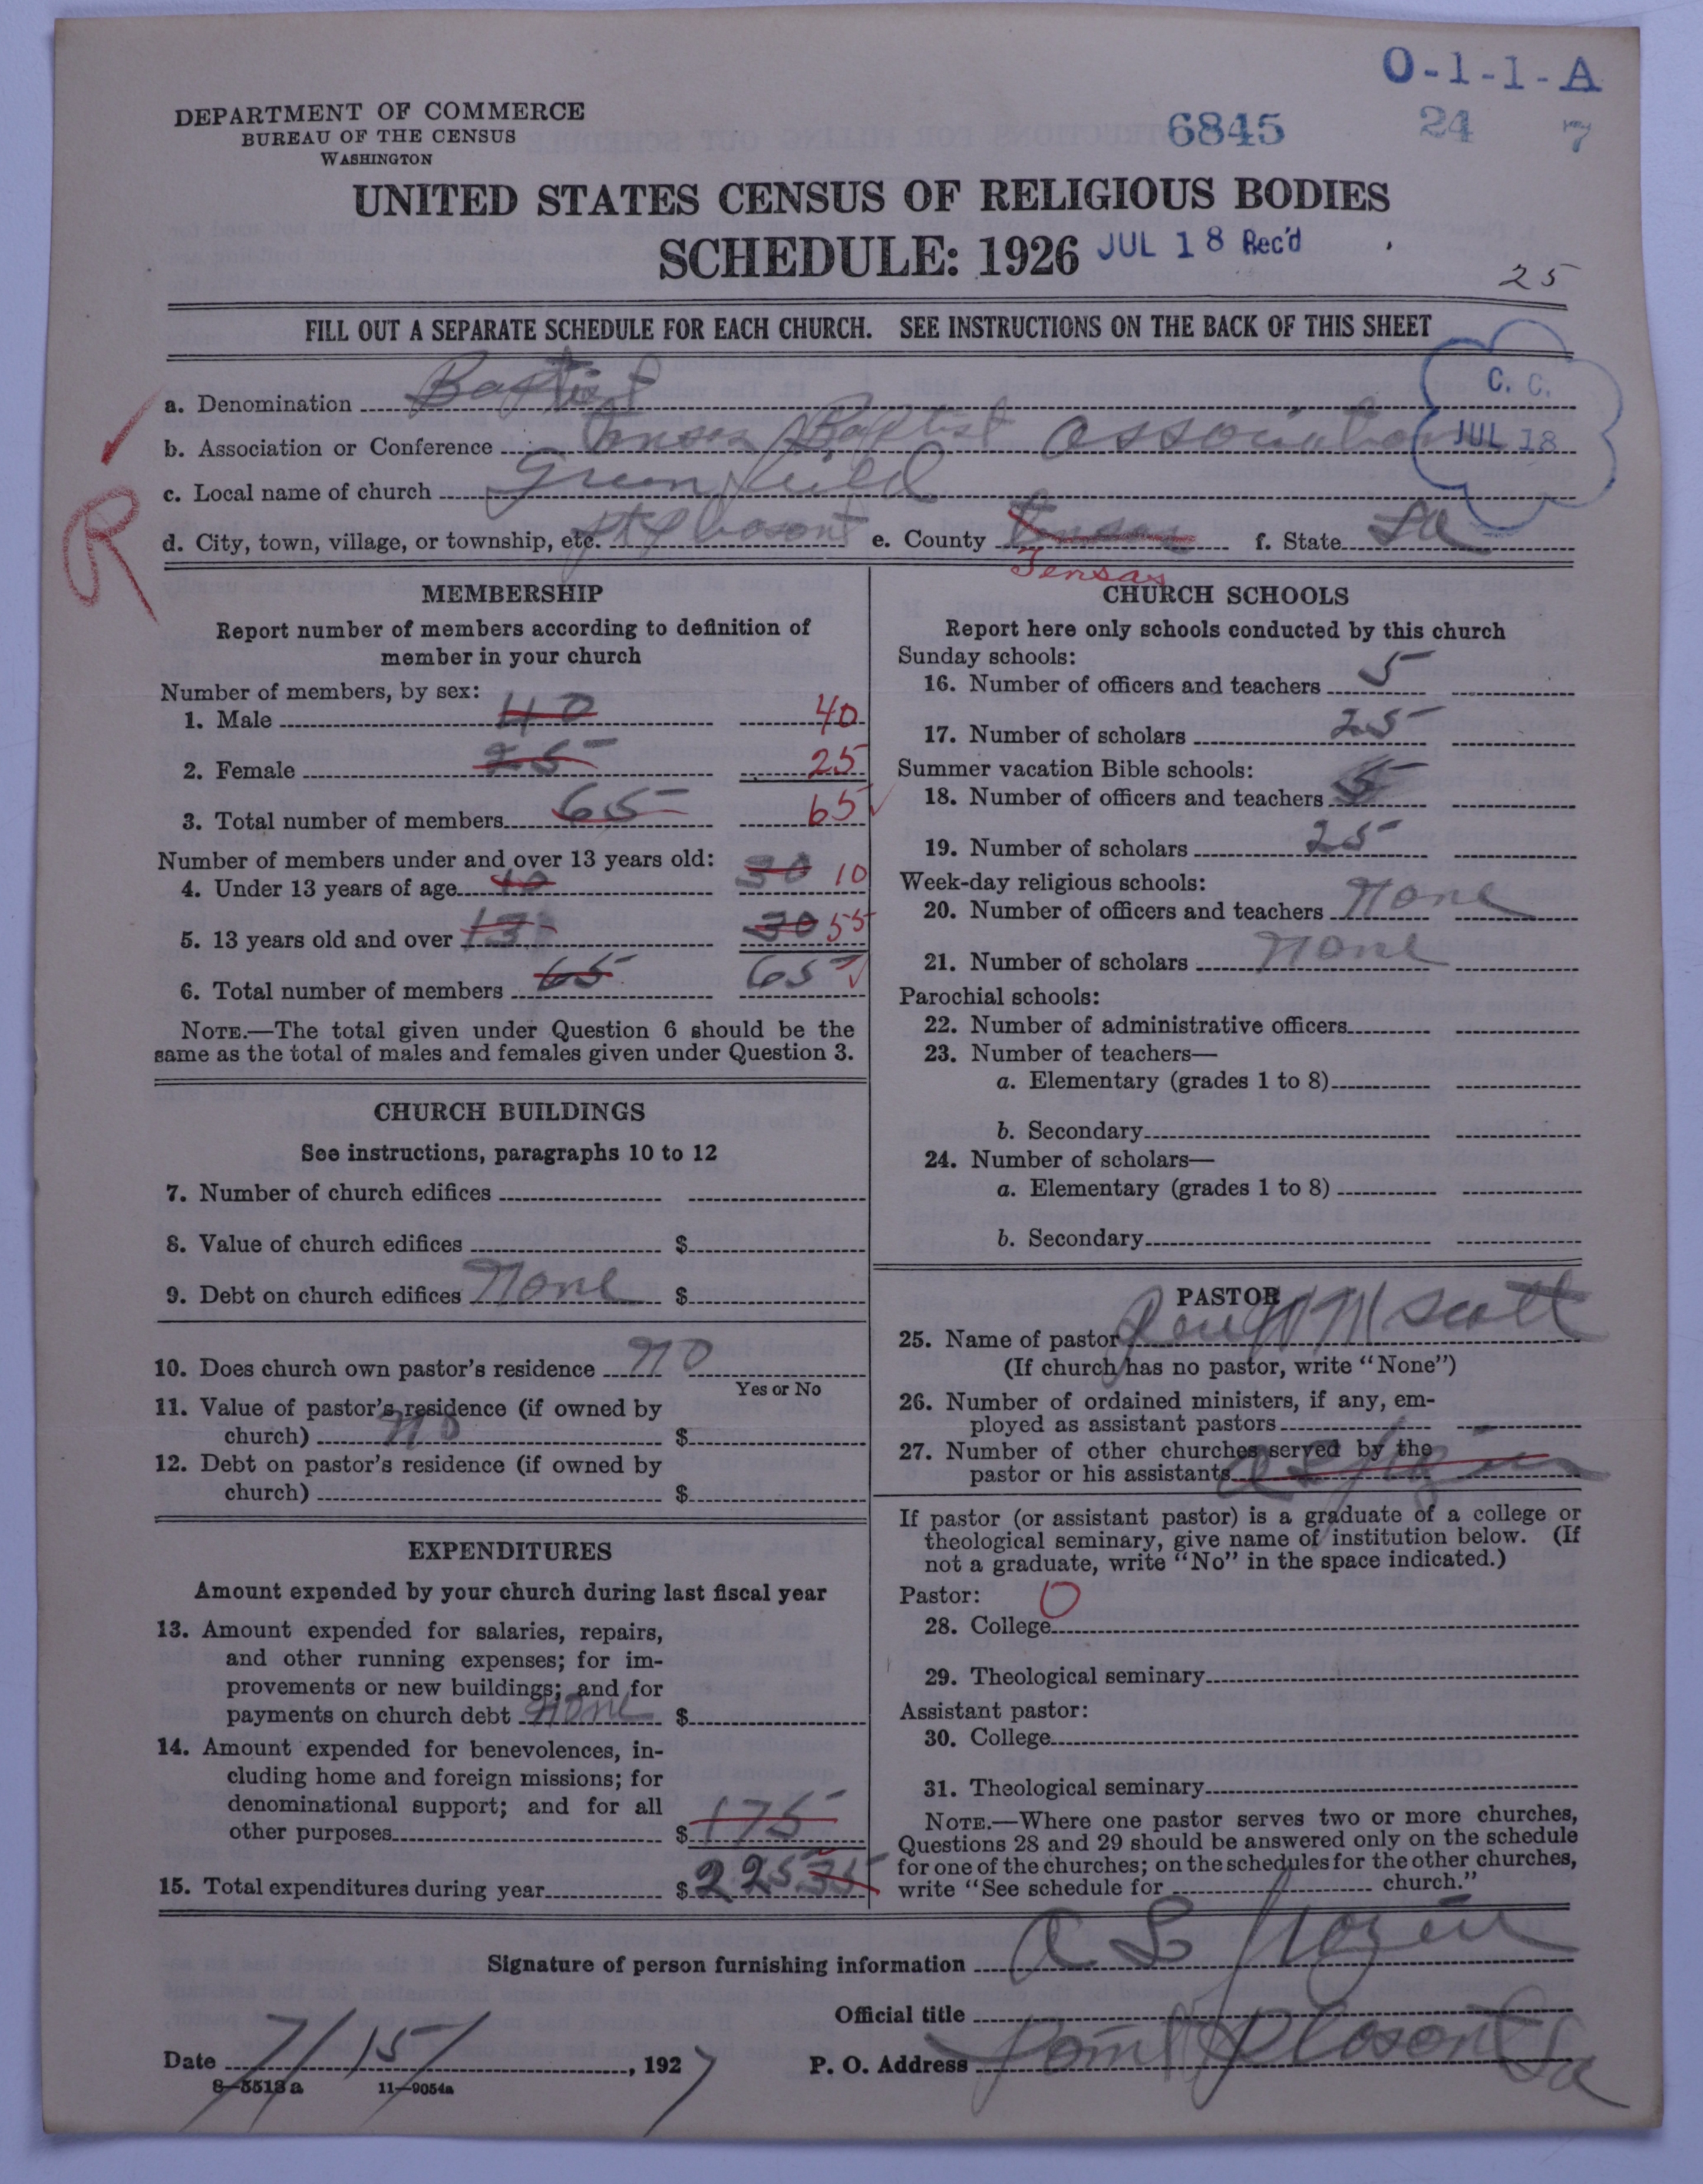 O-1-1-A
DEPARTMENT OF COMMERCE
BUREAU OF THE CENSUS
WASHINGTON
6845 24 7
UNITED STATES CENSUS OF RELIGIOUS BODIES
SCHEDULE: 1926 JUL 18 Rec'd
25
FILL OUT A SEPARATE SCHEDULE FOR EACH CHURCH. SEE INSTRUCTIONS ON THE BACK OF THIS SHEET
C. C.
JUL 18
R
a. Denomination Baptist
b. Association or Conference Baptist association
c. Local name of church Green field
d. City, town, village, or township, etc. e. County Tensas f. State La
MEMBERSHIP
Report number of members according to definition of
member in your church
Number of members, by sex:
1. Male 40 40
2. Female 25 25
3. Total number of members 65 65
Number of members under and over 13 years old:
4. Under 13 years of age 10 30 10
5. 13 years old and over 13 30 55
6. Total number of members 65 65
NOTE.—The total given under Question 6 should be the
same as the total of males and females given under Question 3.
CHURCH BUILDINGS
See instructions, paragraphs 10 to 12
7. Number of church edifices
8. Value of church edifices $
9. Debt on church edifices None $
10. Does church own pastor's residence no
Yes or No
11. Value of pastor's residence (if owned by
church) no $
12. Debt on pastor's residence (if owned by
church) $
EXPENDITURES
Amount expended by your church during last fiscal year
13. Amount expended for salaries, repairs,
and other running expenses; for im-
provements or new buildings; and for
payments on church debt none $
14. Amount expended for benevolences, in-
cluding home and foreign missions; for
denominational support; and for all
other purposes $ 175
15. Total expenditures during year $ 225 35
CHURCH SCHOOLS
Report here only schools conducted by this church
Sunday schools:
16. Number of officers and teachers 5
17. Number of scholars 25
Summer vacation Bible schools:
18. Number of officers and teachers 5
19. Number of scholars 25
Week-day religious schools:
20. Number of officers and teachers None
21. Number of scholars None
Parochial schools:
22. Number of administrative officers
23. Number of teachers—
a. Elementary (grades 1 to 8)
b. Secondary
24. Number of scholars—
a. Elementary (grades 1 to 8)
b. Secondary
PASTOR
25. Name of pastor Rev W M Scott
(If church has no pastor, write "None")
26. Number of ordained ministers, if any, em-
ployed as assistant pastors
27. Number of other churches served by the
pastor or his assistants
If pastor (or assistant pastor) is a graduate of a college or
theological seminary, give name of institution below. (If
not a graduate, write "No" in the space indicated.)
Pastor: 0
28. College
29. Theological seminary
Assistant pastor:
30. College
31. Theological seminary
NOTE.—Where one pastor serves two or more churches,
Questions 28 and 29 should be answered only on the schedule
for one of the churches; on the schedules for the other churches,
write "See schedule for church."
Signature of person furnishing information
Official title
Date 7/15/, 1927 P. O. Address La
8—5513a 11—9054a